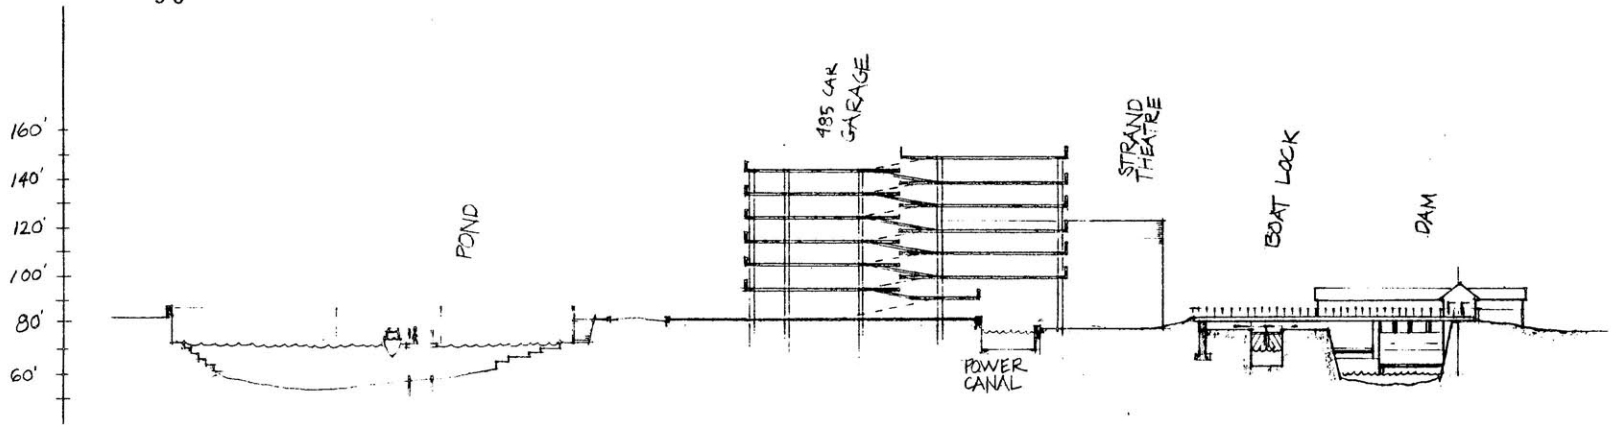 160'
140'
120'
100'
80'
60'
POND
485 CAR
GARAGE
POWER
CANAL
STRAND
THEATRE
BOAT LOCK
DAM